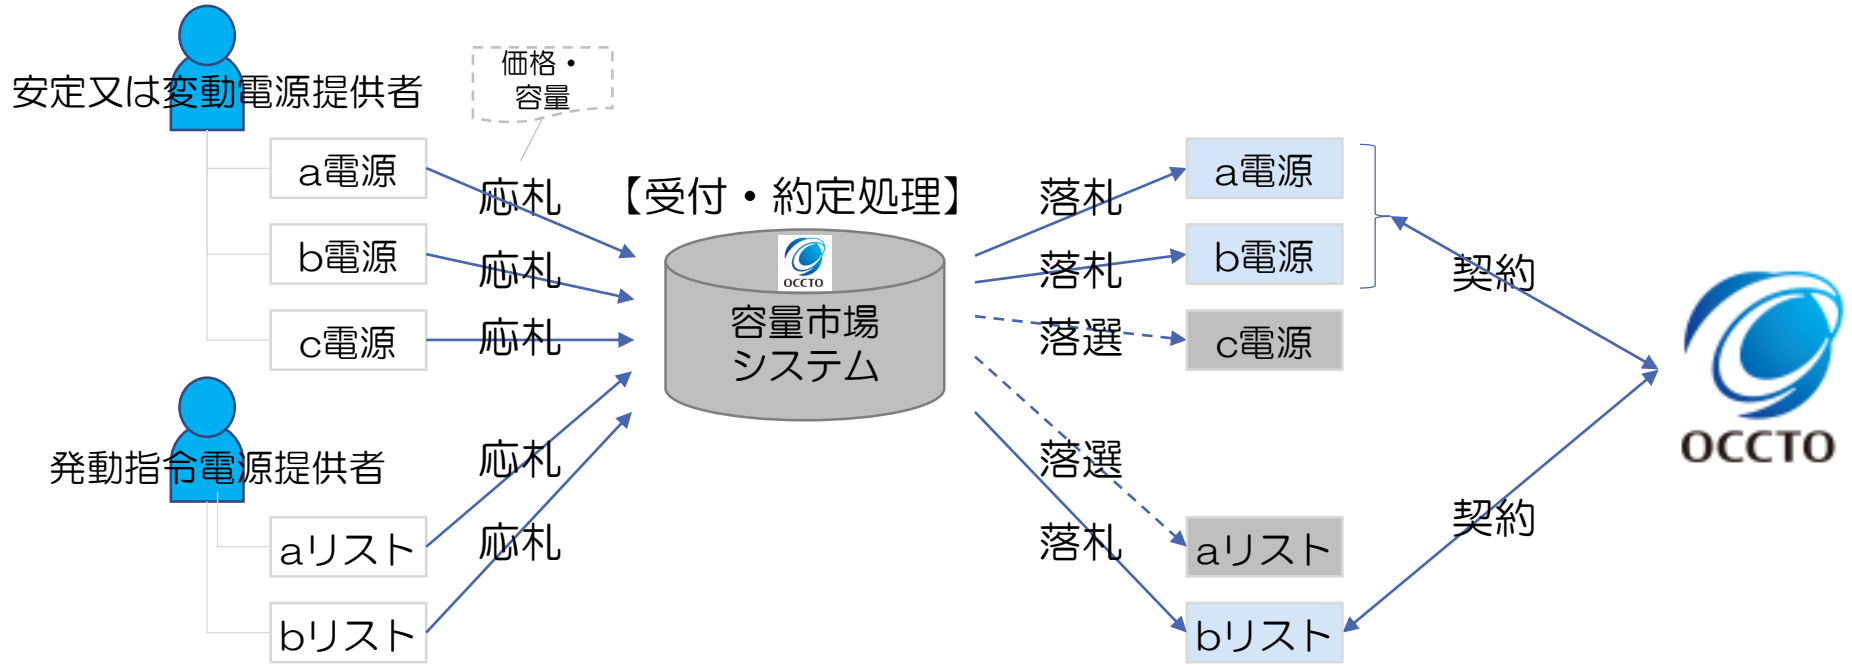 価格・
容量
安定又は変動電源提供者
a電源
b電源
c電源
応札
応札
応札
【受付・約定処理】
OCCTO
容量市場
システム
落札
落札
落選
a電源
b電源
c電源
契約
OCCTO
発動指令電源提供者
aリスト
bリスト
応札
応札
落選
落札
aリスト
bリスト
契約